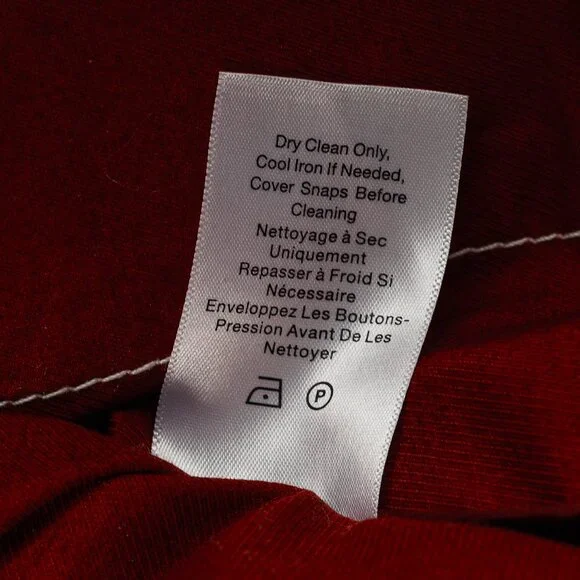 Dry Clean Only,
Cool Iron If Needed,
Cover Snaps Before
Cleaning
Nettoyage à Sec
Uniquement
Repasser à Froid Si
Nécessaire
Enveloppez Les Boutons-
Pression Avant De Les
Nettoyer
P